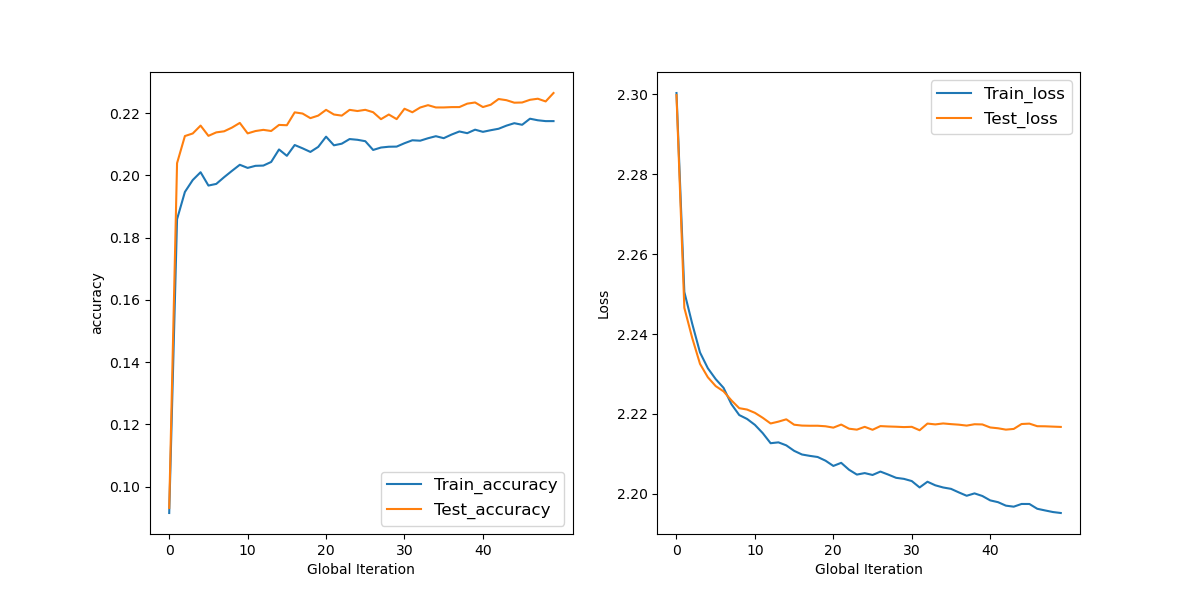 0.22
0.20
0.18
0.16
0.14
0.12
0.10
accuracy
0 10 20 30 40
Global Iteration
Train_accuracy
Test_accuracy
2.30
2.28
2.26
2.24
2.22
2.20
Loss
0 10 20 30 40
Global Iteration
Train_loss
Test_loss